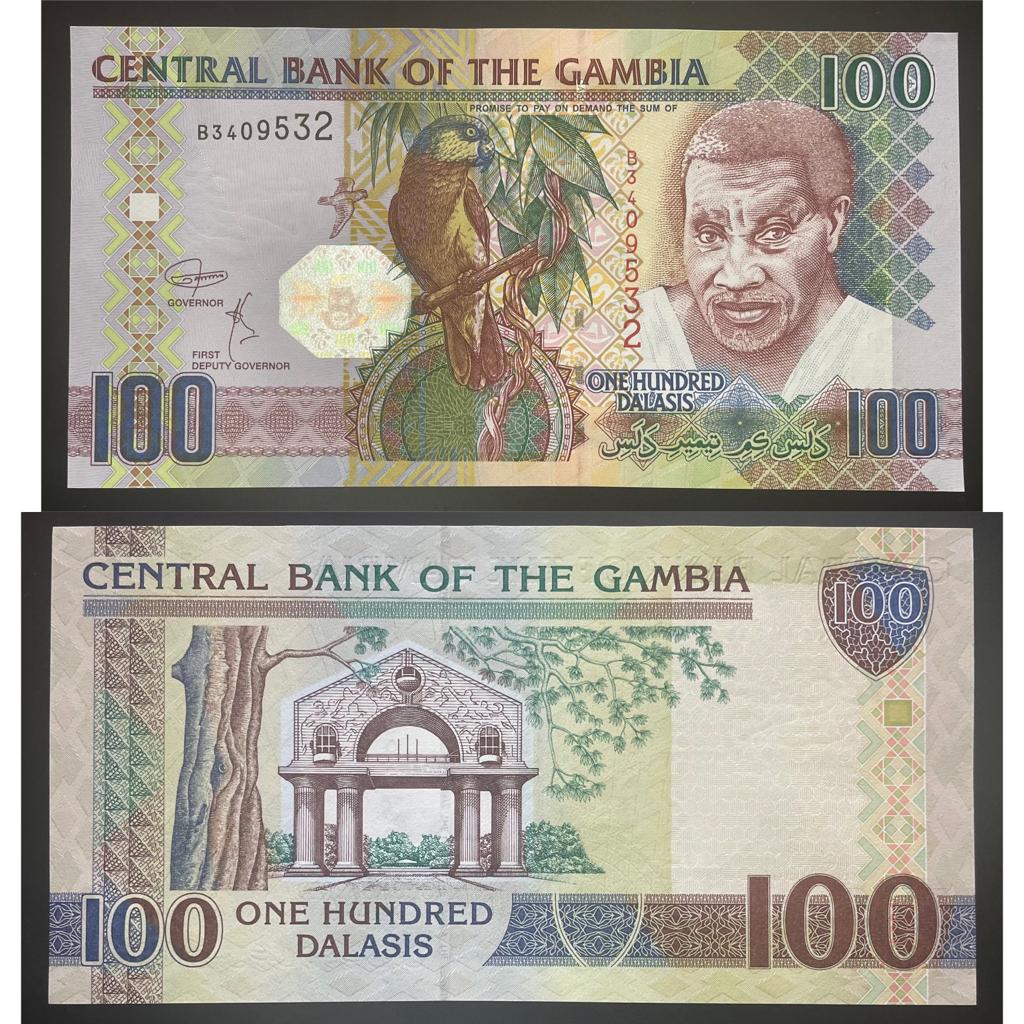 CENTRAL BANK OF THE GAMBIA
100
PROMISE TO PAY ON DEMAND THE SUM OF
B3409532
B3409532
GOVERNOR
FIRST
DEPUTY GOVERNOR
100
ONE HUNDRED
DALASIS
100
CENTRAL BANK OF THE GAMBIA
100
100
ONE HUNDRED
DALASIS
100